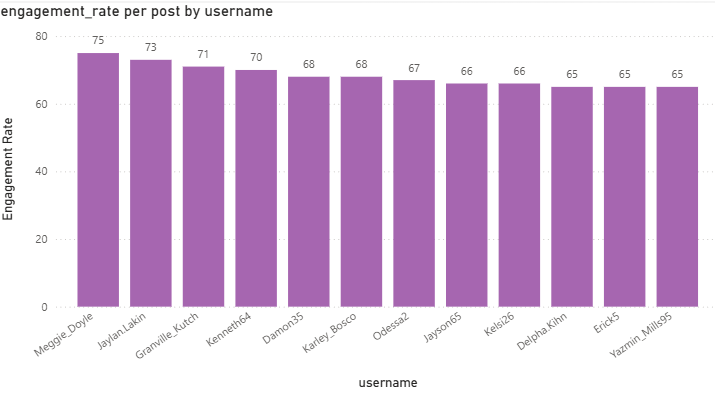 engagement_rate per post by username
80
60
40
20
0
Engagement Rate
75
73
71
70
68
68
67
66
66
65
65
65
Meggie_Doyle
Jaylan.Lakin
Granville_Kutch
Kenneth64
Damon35
Karley_Bosco
Odessa2
Jayson65
Kelsi26
Delpha.Kihn
Erick5
Yazmin_Mills95
username